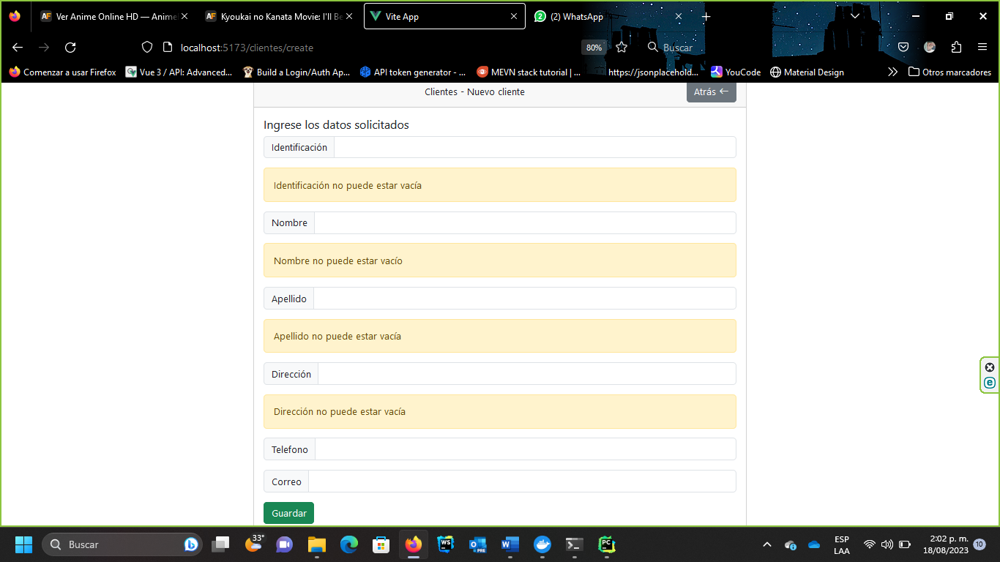 Ver Anime Online HD — Anime
Kyoukai no Kanata Movie: I'll Be
Vite App
(2) WhatsApp
localhost:5173/clientes/create
80%
Buscar
Comenzar a usar Firefox
Vue 3 / API: Advanced...
Build a Login/Auth Ap...
API token generator - ...
MEVN stack tutorial | ...
https://jsonplacehold...
YouCode
Material Design
Otros marcadores
Clientes - Nuevo cliente
Atrás ←
Ingrese los datos solicitados
Identificación
Identificación no puede estar vacía
Nombre
Nombre no puede estar vacío
Apellido
Apellido no puede estar vacía
Dirección
Dirección no puede estar vacía
Telefono
Correo
Guardar
Buscar
33°
ESP
LAA
2:02 p. m.
18/08/2023
10